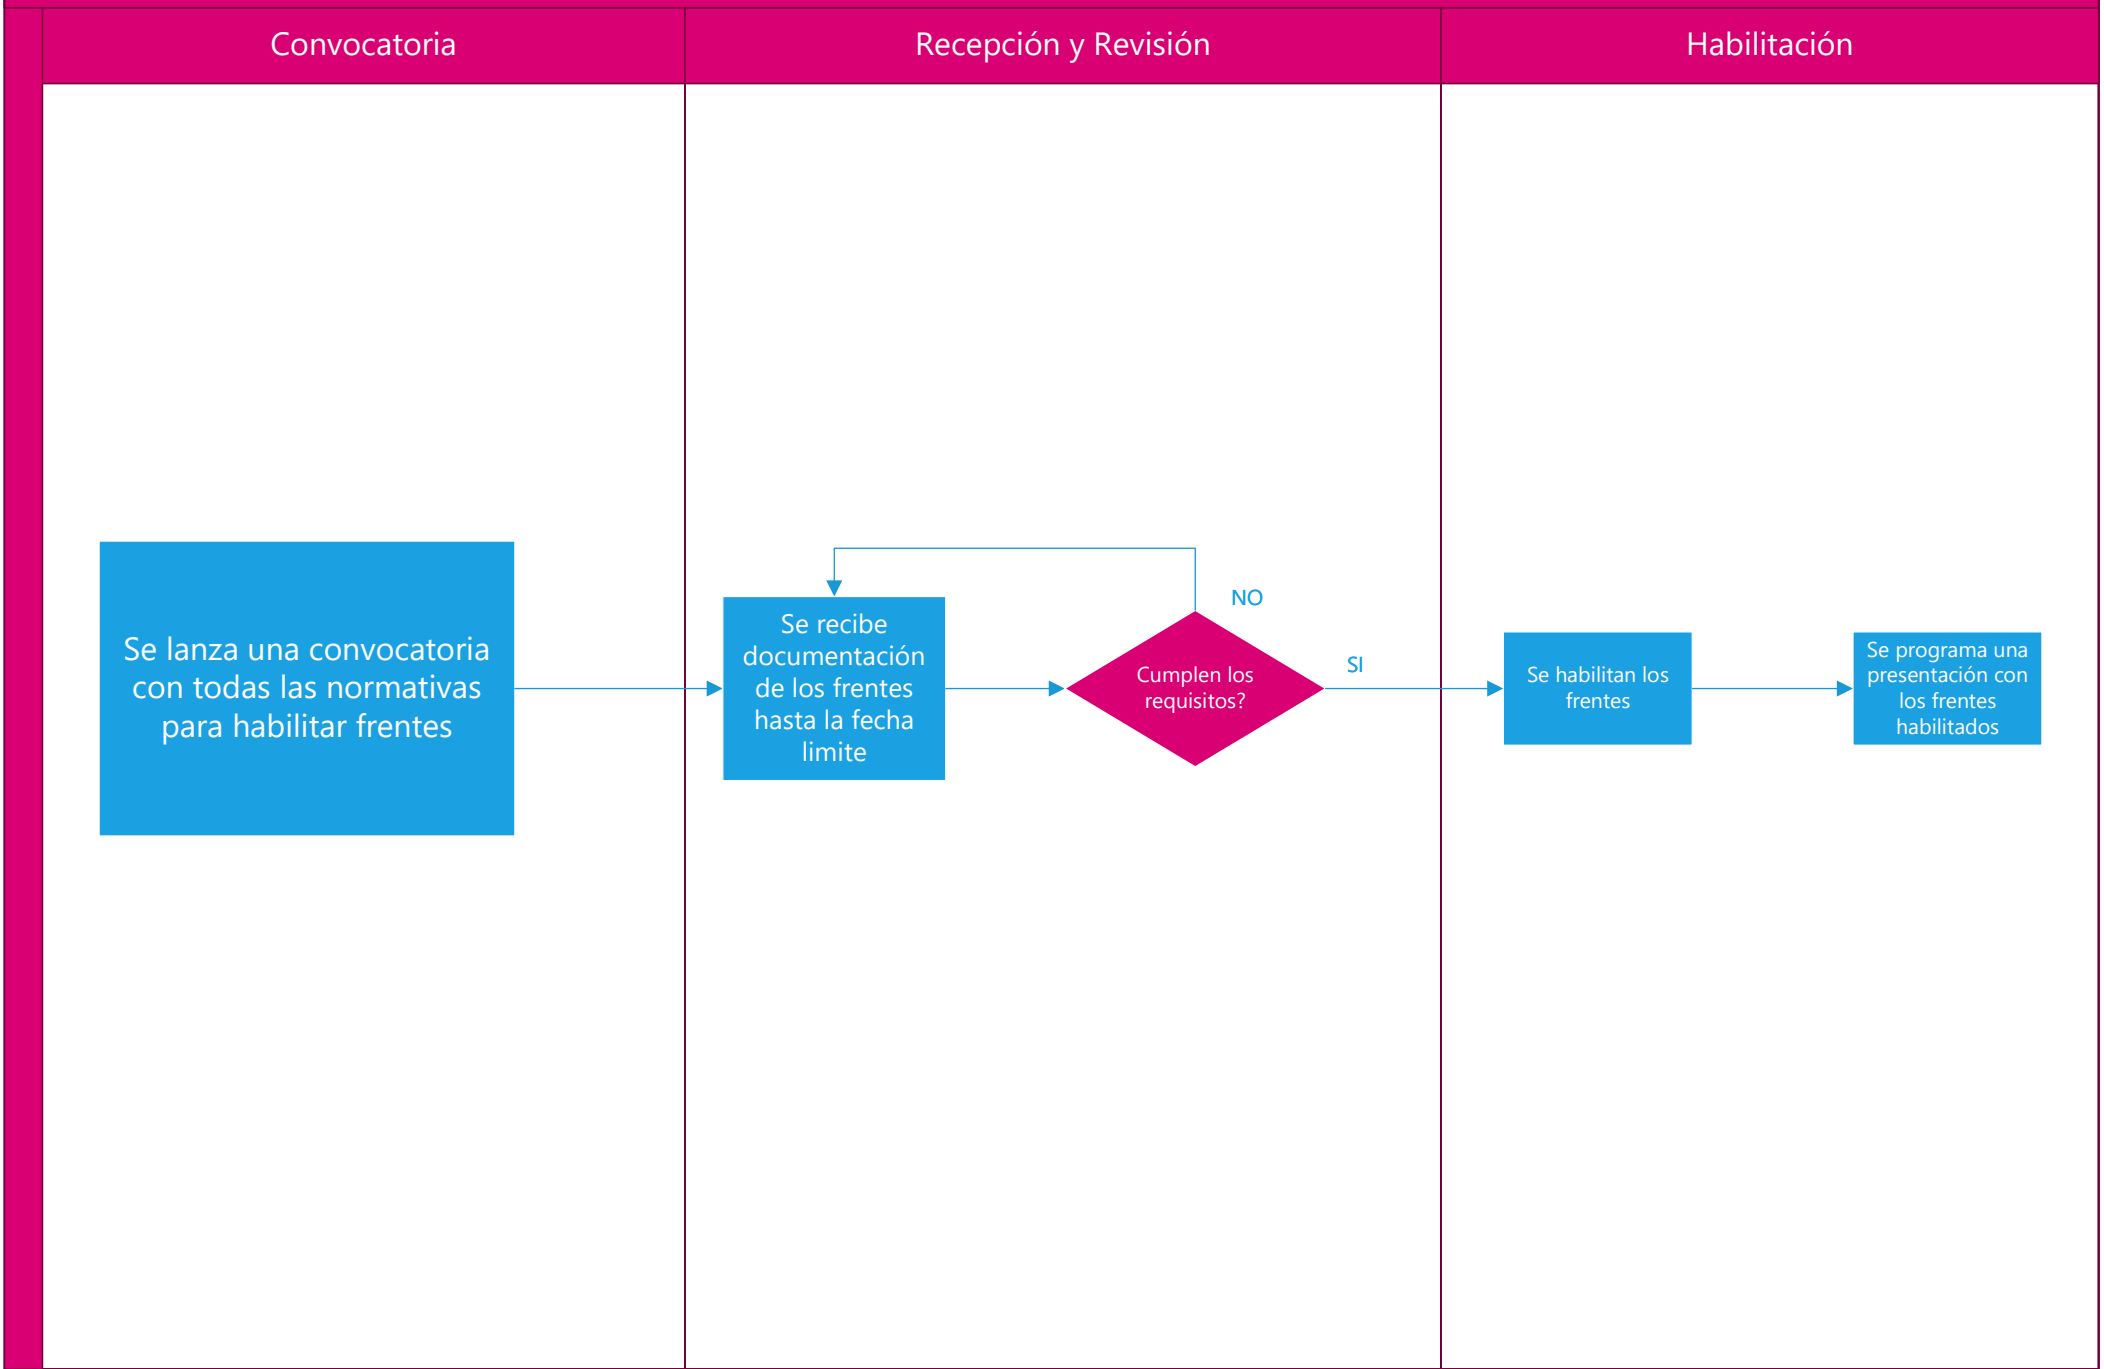 Convocatoria
Recepción y Revisión
Habilitación
Se lanza una convocatoria
con todas las normativas
para habilitar frentes
Se recibe
documentación
de los frentes
hasta la fecha
limite
NO
Cumplen los
requisitos?
SI
Se habilitan los
frentes
Se programa una
presentación con
los frentes
habilitados